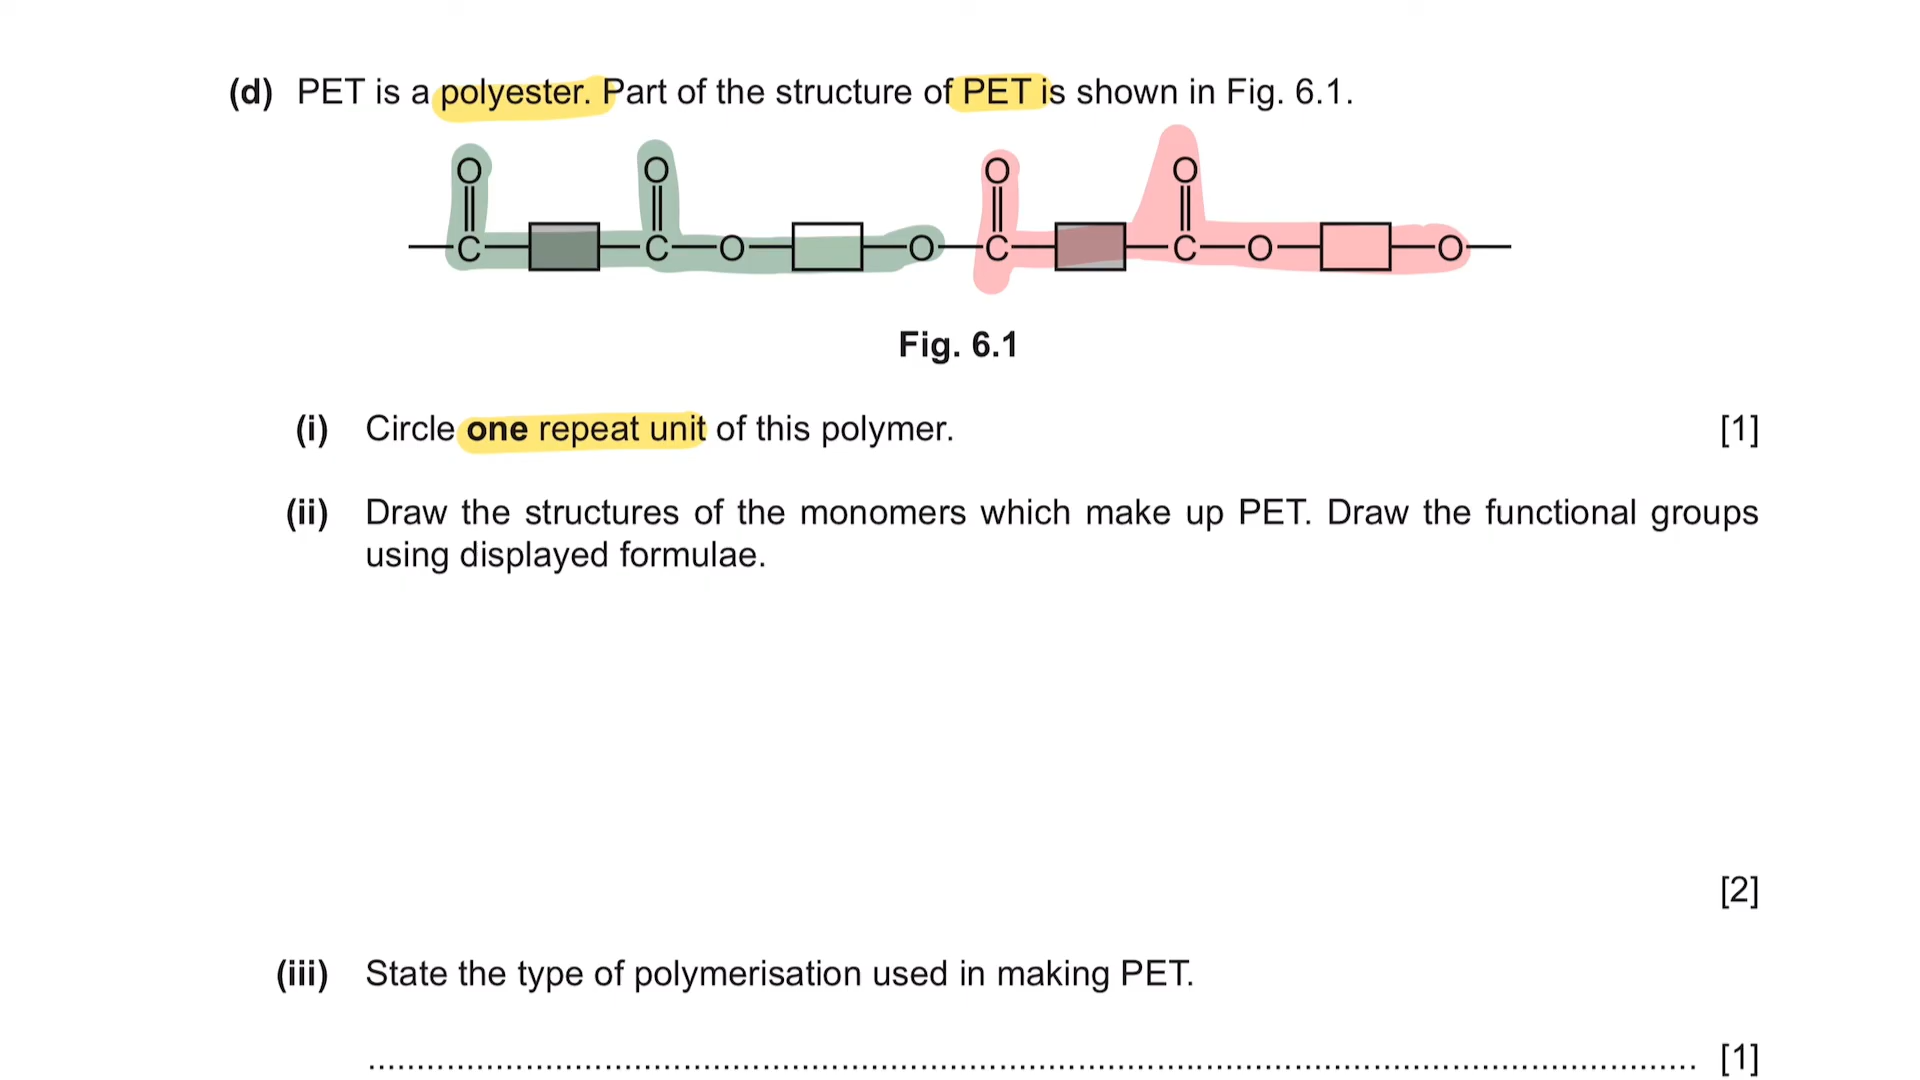 (d) PET is a polyester. Part of the structure of PET is shown in Fig. 6.1.
O O O O
C C O O C C O O
Fig. 6.1
(i) Circle one repeat unit of this polymer. [1]
(ii) Draw the structures of the monomers which make up PET. Draw the functional groups
using displayed formulae.
[2]
(iii) State the type of polymerisation used in making PET.
.................................................................................................................................. [1]